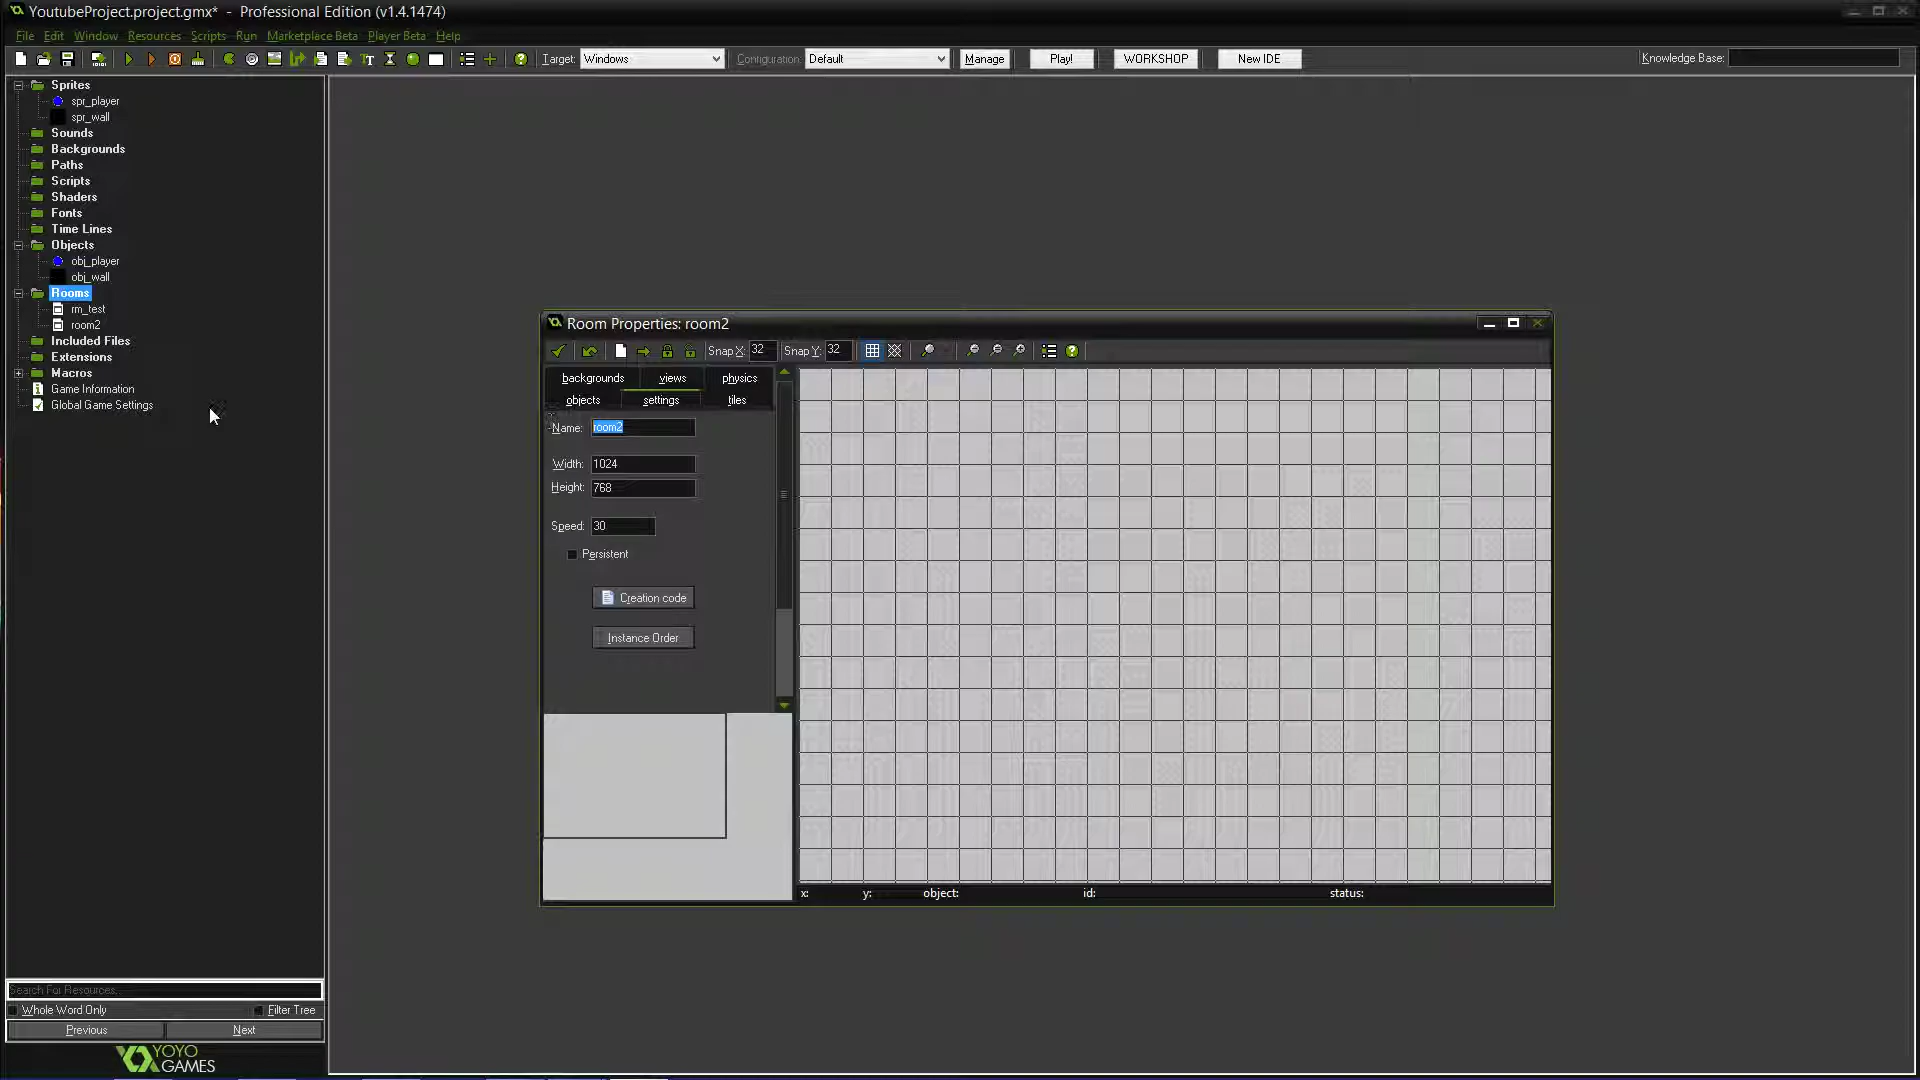 YoutubeProject.project.gmx* - Professional Edition (v1.4.1474)
File Edit Window Resources Scripts Run Marketplace Beta Player Beta Help
Target: Windows Configuration: Default Manage Play! WORKSHOP New IDE Knowledge Base:
Sprites
spr_player
spr_wall
Sounds
Backgrounds
Paths
Scripts
Shaders
Fonts
Time Lines
Objects
obj_player
obj_wall
Rooms
rm_test
room2
Included Files
Extensions
Macros
Game Information
Global Game Settings
Room Properties: room2
Snap X: 32 Snap Y: 32
backgrounds views physics
objects settings tiles
Name: room2
Width: 1024
Height: 768
Speed: 30
Persistent
Creation code
Instance Order
x: y: object: id: status:
Search For Resources...
Whole Word Only Filter Tree
Previous Next
YOYO
GAMES